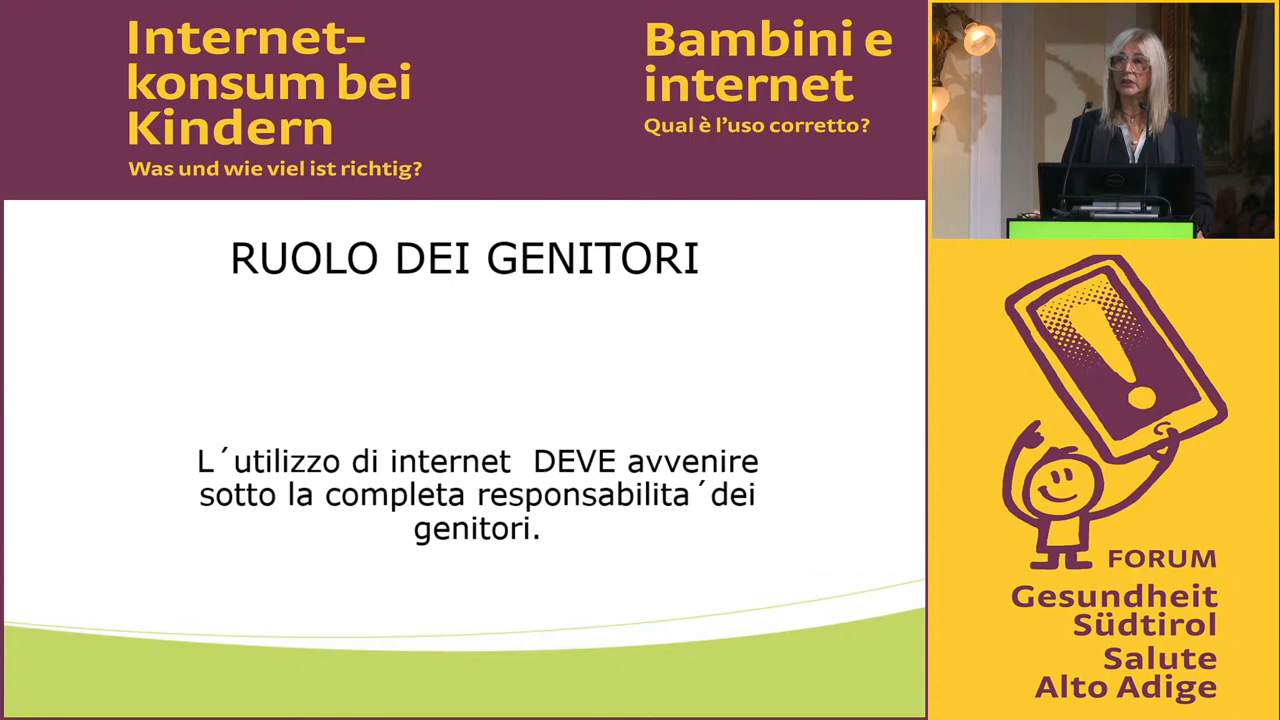 Internet-
konsum bei
Kindern
Was und wie viel ist richtig?
Bambini e
internet
Qual è l’uso corretto?
RUOLO DEI GENITORI
L´utilizzo di internet  DEVE avvenire
sotto la completa responsabilita´dei
genitori.
FORUM
Gesundheit
Südtirol
Salute
Alto Adige